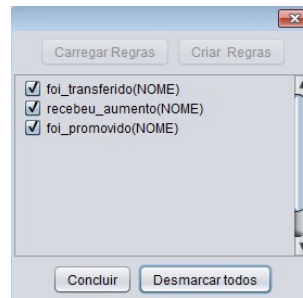 Carregar Regras Criar Regras
foi_transferido(NOME)
recebeu_aumento(NOME)
foi_promovido(NOME)
Concluir Desmarcar todos